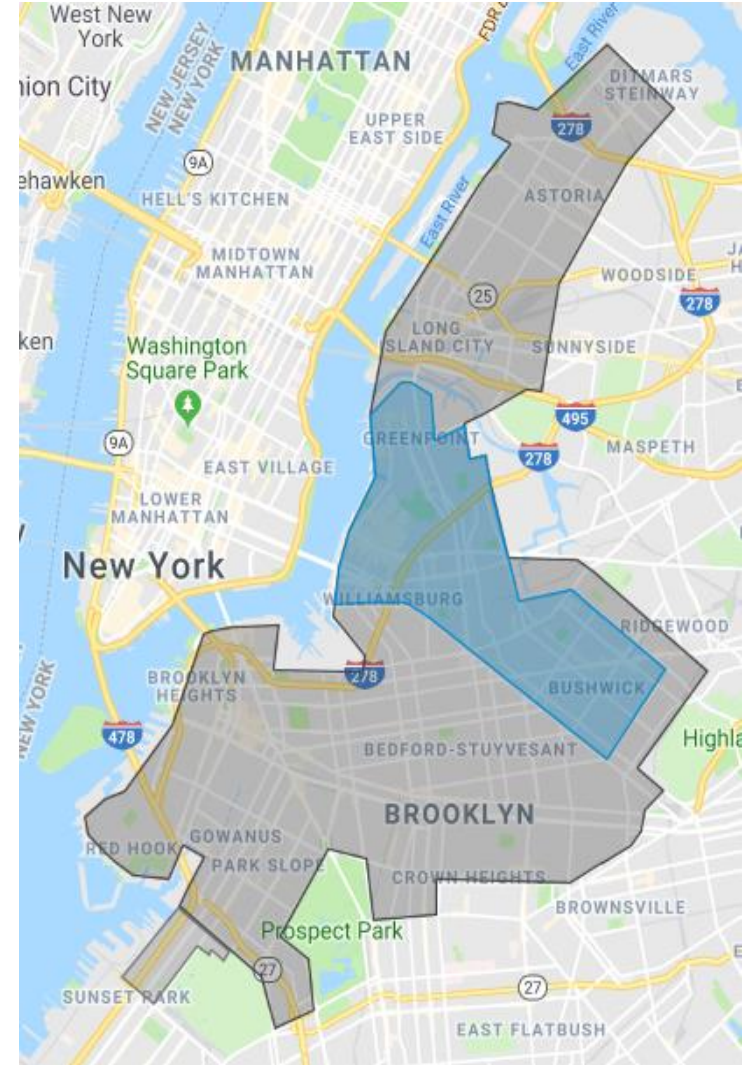 West New
York
MANHATTAN
FDR
East River
DITMARS
STEINWAY
nion City
NEW JERSEY
NEW YORK
UPPER
EAST SIDE
278
9A
ehawken
HELL'S KITCHEN
East River
ASTORIA
MIDTOWN
MANHATTAN
WOODSIDE
25
278
ken
Washington
Square Park
LONG
ISLAND CITY
SUNNYSIDE
495
9A
GREENPOINT
278
MASPETH
EAST VILLAGE
LOWER
MANHATTAN
New York
WILLIAMSBURG
RIDGEWOOD
BROOKLYN
HEIGHTS
278
BUSHWICK
NEW YORK
478
BEDFORD-STUYVESANT
Highla
BROOKLYN
RED HOOK
GOWANUS
PARK SLOPE
CROWN HEIGHTS
BROWNSVILLE
Prospect Park
27
SUNSET PARK
27
EAST FLATBUSH